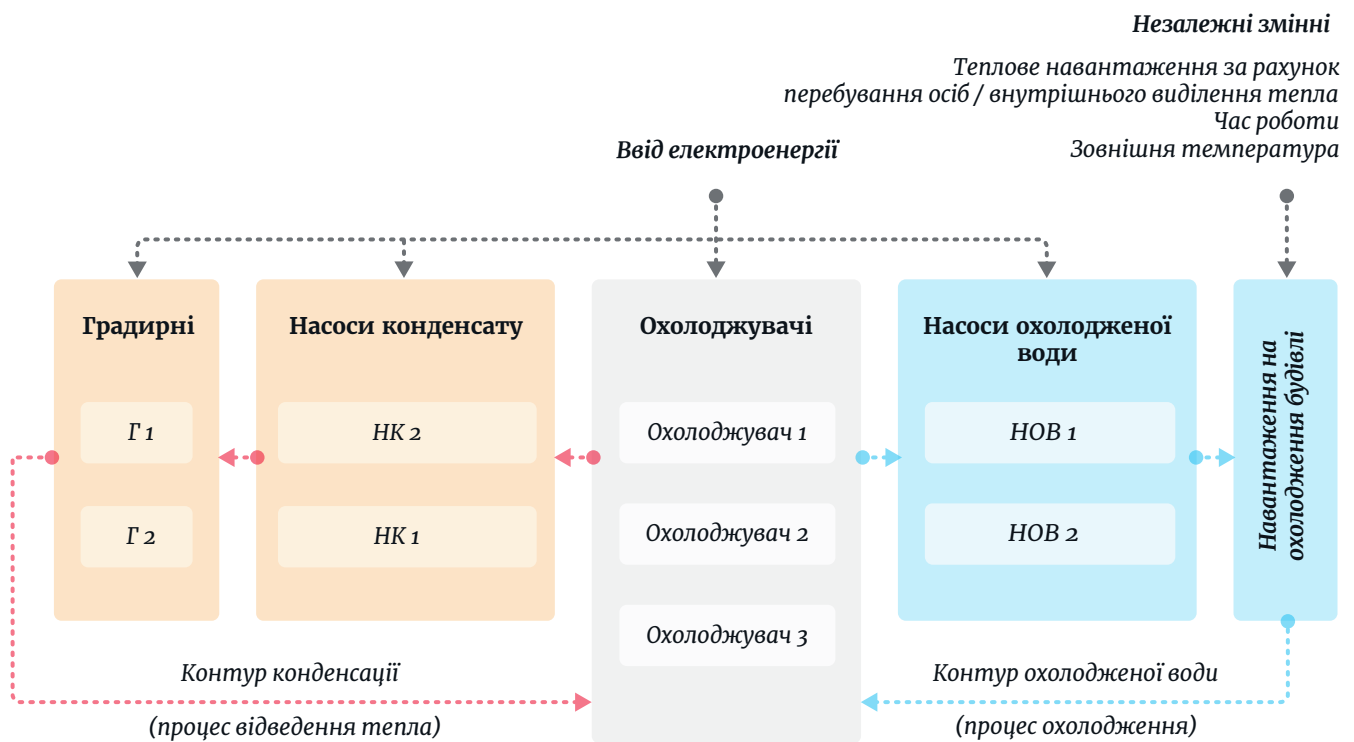 Незалежні змінні
Теплове навантаження за рахунок
перебування осіб / внутрішнього виділення тепла
Час роботи
Зовнішня температура
Ввід електроенергії
Градирні
Г 1
Г 2
Насоси конденсату
НК 2
НК 1
Охолоджувачі
Охолоджувач 1
Охолоджувач 2
Охолоджувач 3
Насоси охолодженої
води
НОВ 1
НОВ 2
Навантаження на
охолодження будівлі
Контур конденсації
(процес відведення тепла)
Контур охолодженої води
(процес охолодження)